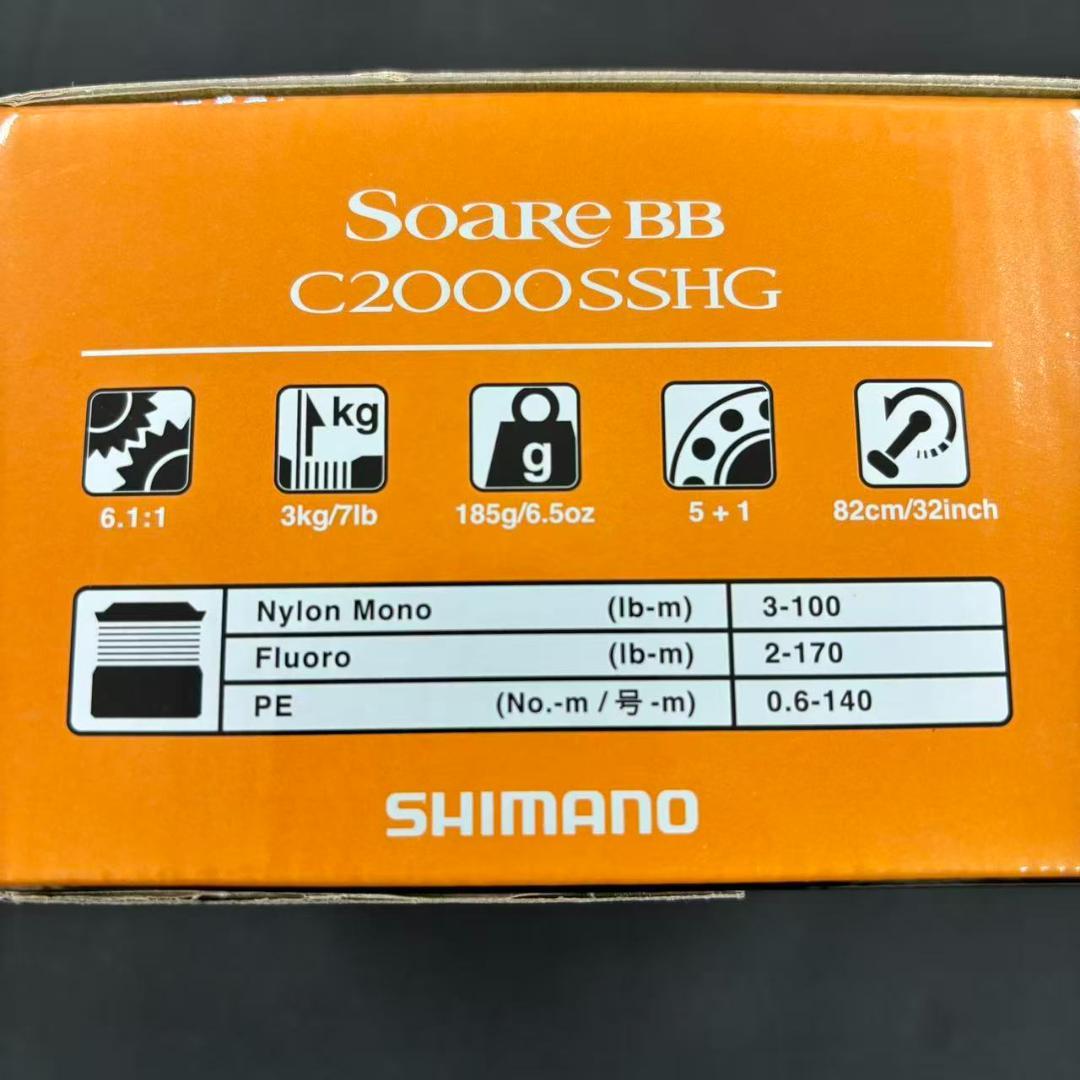 SoaRe BB
C2000SSHG
kg
g
6.1:1 3kg/7lb 185g/6.5oz 5 + 1 82cm/32inch
Nylon Mono (lb-m) 3-100
Fluoro (lb-m) 2-170
PE (No.-m / 号 -m) 0.6-140
SHIMANO